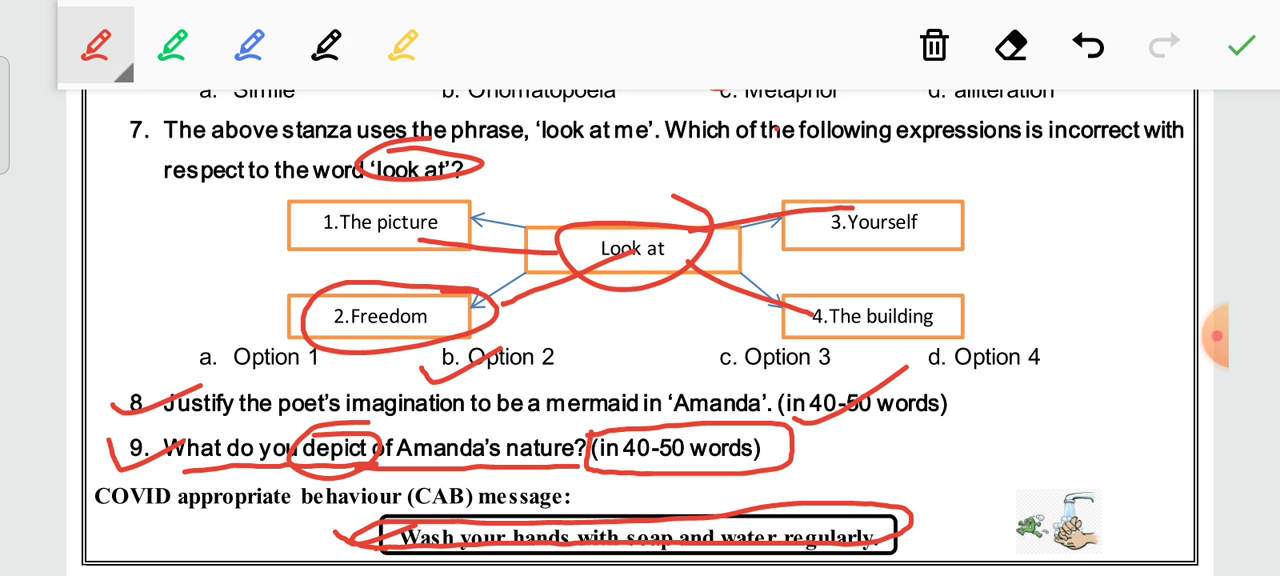 a. Simile b. Onomatopoeia c. Metaphor d. alliteration
7. The above stanza uses the phrase, ‘look at me’. Which of the following expressions is incorrect with
respect to the word ‘look at’?
1.The picture 3.Yourself
Look at
2.Freedom 4.The building
a. Option 1 b. Option 2 c. Option 3 d. Option 4
8 Justify the poet’s imagination to be a mermaid in ‘Amanda’. (in 40-50 words)
9. What do you depict of Amanda’s nature? (in 40-50 words)
COVID appropriate behaviour (CAB) message:
Wash your hands with soap and water regularly.